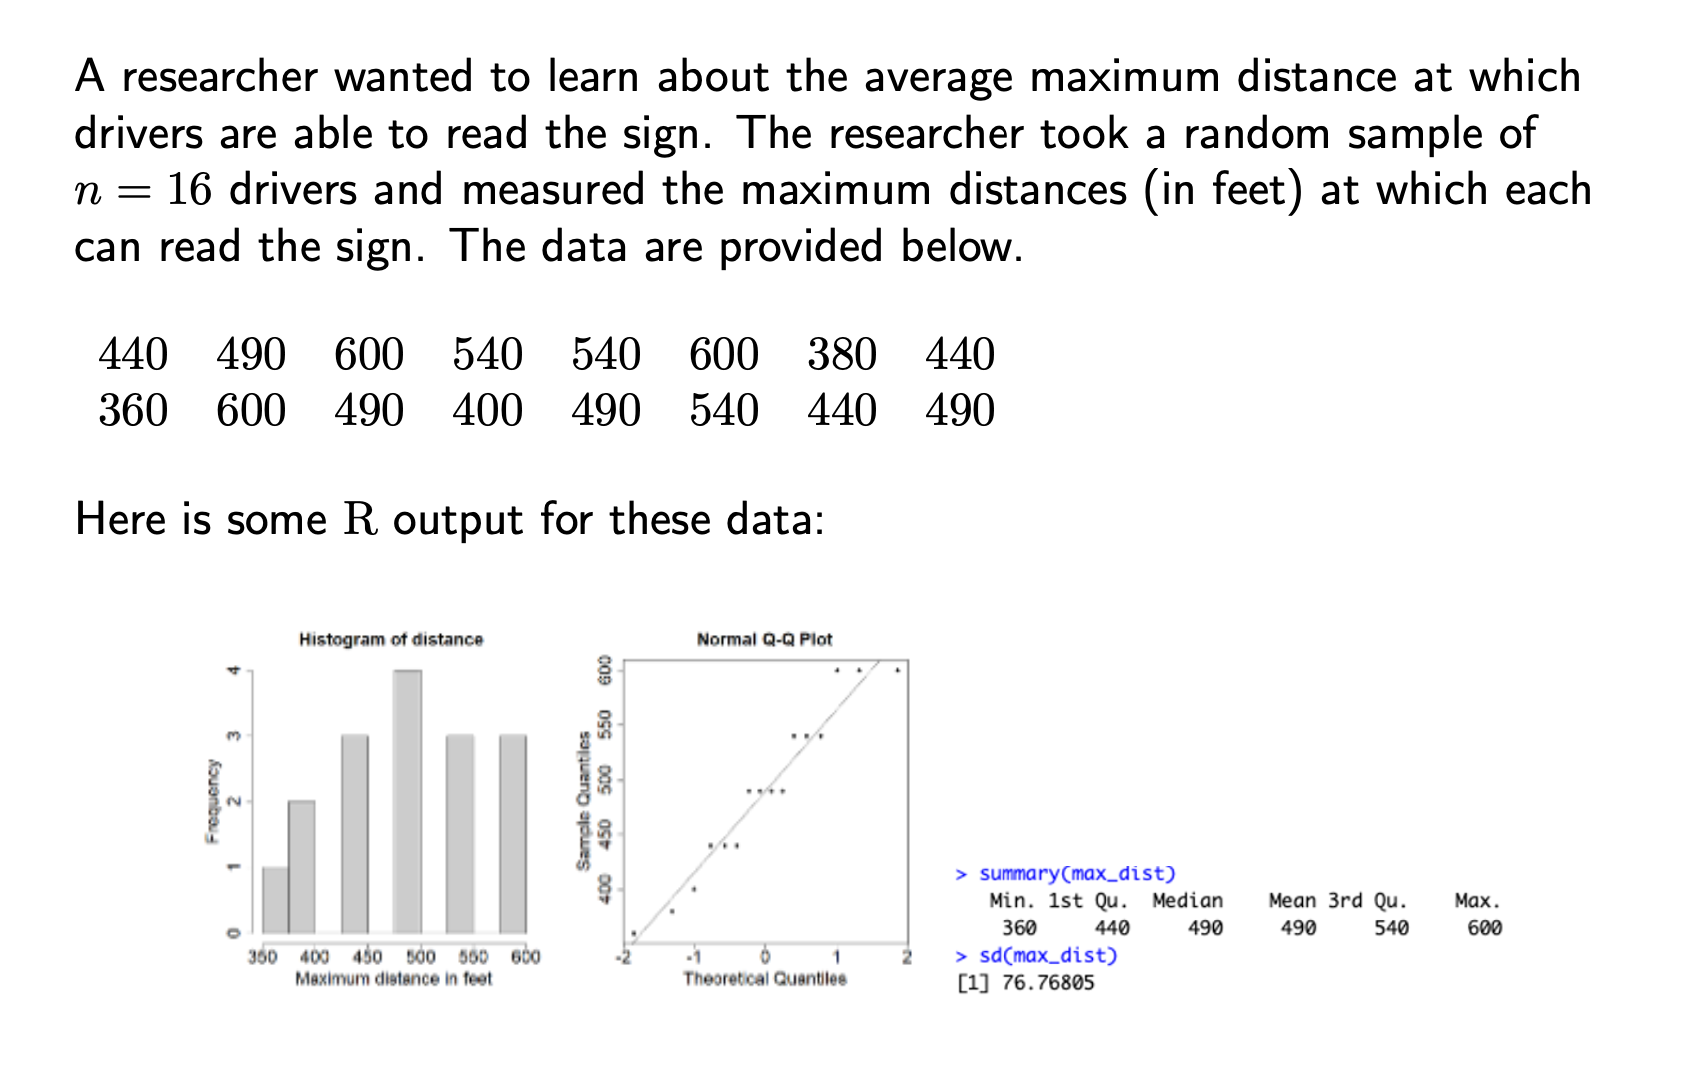 A researcher wanted to learn about the average maximum distance at which
drivers are able to read the sign. The researcher took a random sample of
n = 16 drivers and measured the maximum distances (in feet) at which each
can read the sign. The data are provided below.
440 490 600 540 540 600 380 440
360 600 490 400 490 540 440 490
Here is some R output for these data:
Histogram of distance
Frequency
0 1 2 3 4
350 400 450 500 550 600
Maximum distance in feet
Normal Q-Q Plot
Sample Quantiles
400 450 500 550 600
-2 -1 0 1 2
Theoretical Quantiles
> summary(max_dist)
Min. 1st Qu. Median Mean 3rd Qu. Max.
360 440 490 490 540 600
> sd(max_dist)
[1] 76.76805